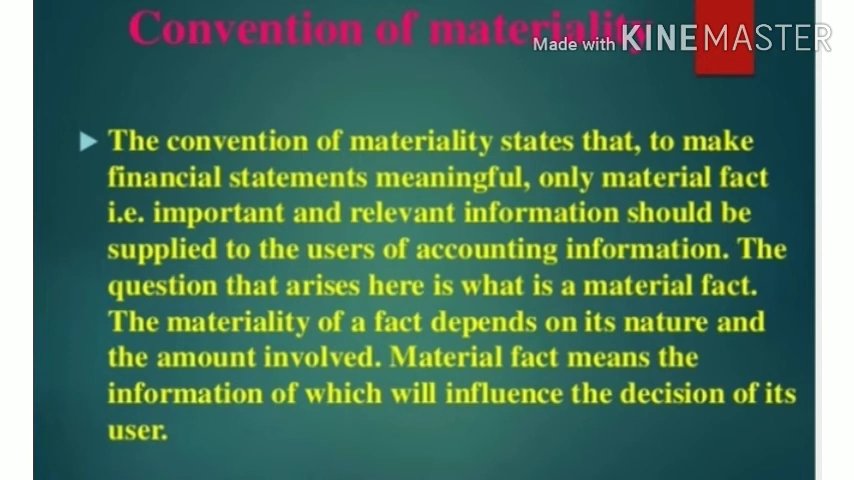 Convention of materiality
Made with KINEMASTER
The convention of materiality states that, to make
financial statements meaningful, only material fact
i.e. important and relevant information should be
supplied to the users of accounting information. The
question that arises here is what is a material fact.
The materiality of a fact depends on its nature and
the amount involved. Material fact means the
information of which will influence the decision of its
user.